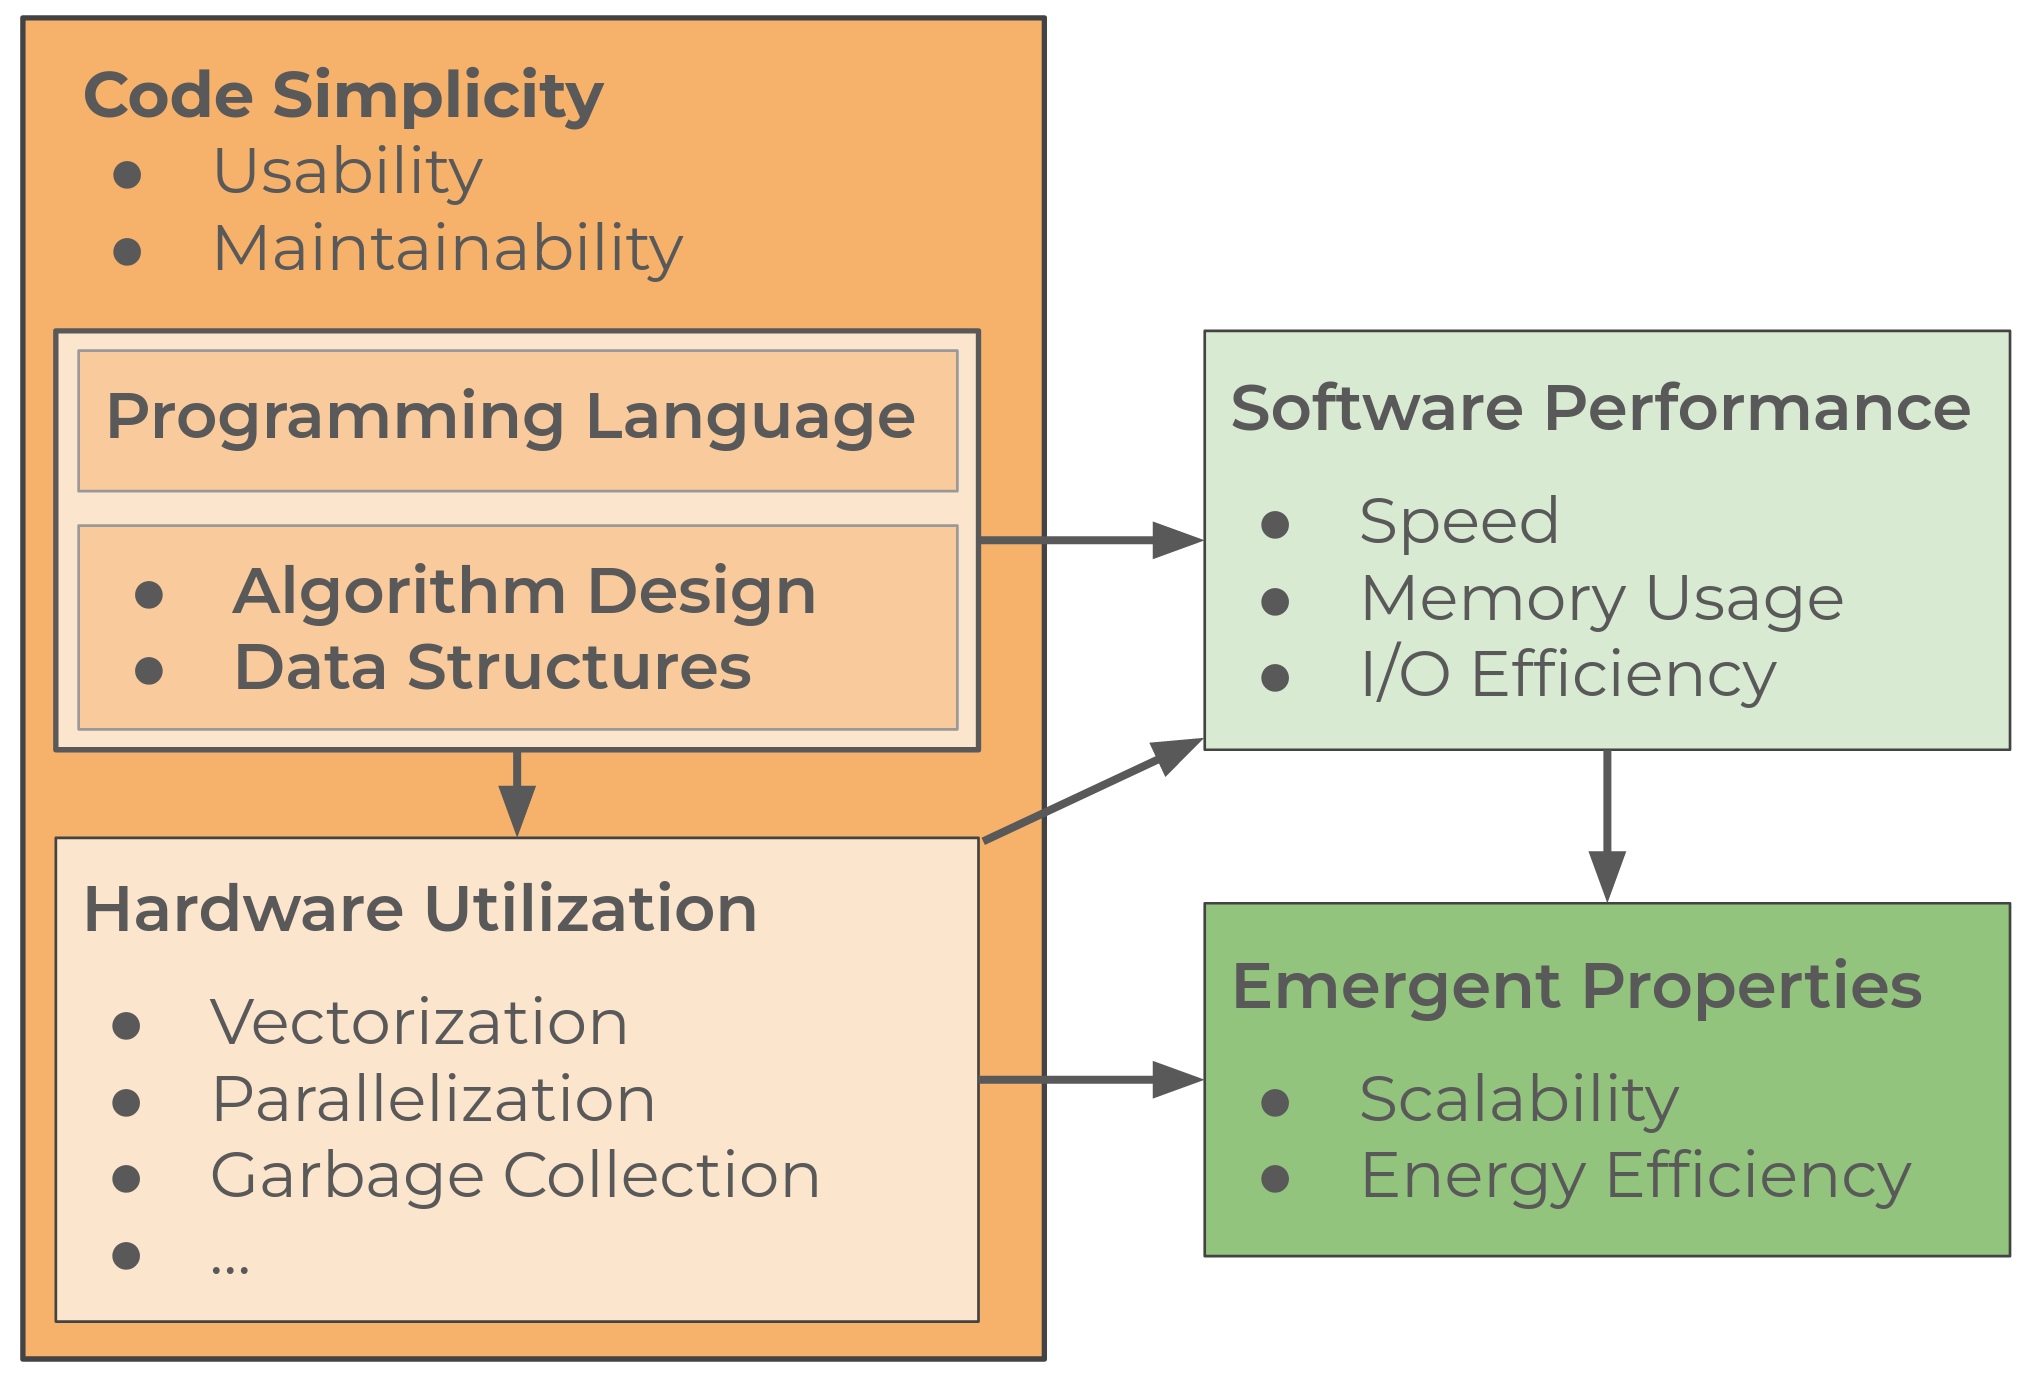 Code Simplicity
● Usability
● Maintainability
Programming Language
● Algorithm Design
● Data Structures
Hardware Utilization
● Vectorization
● Parallelization
● Garbage Collection
● ...
Software Performance
● Speed
● Memory Usage
● I/O Efficiency
Emergent Properties
● Scalability
● Energy Efficiency